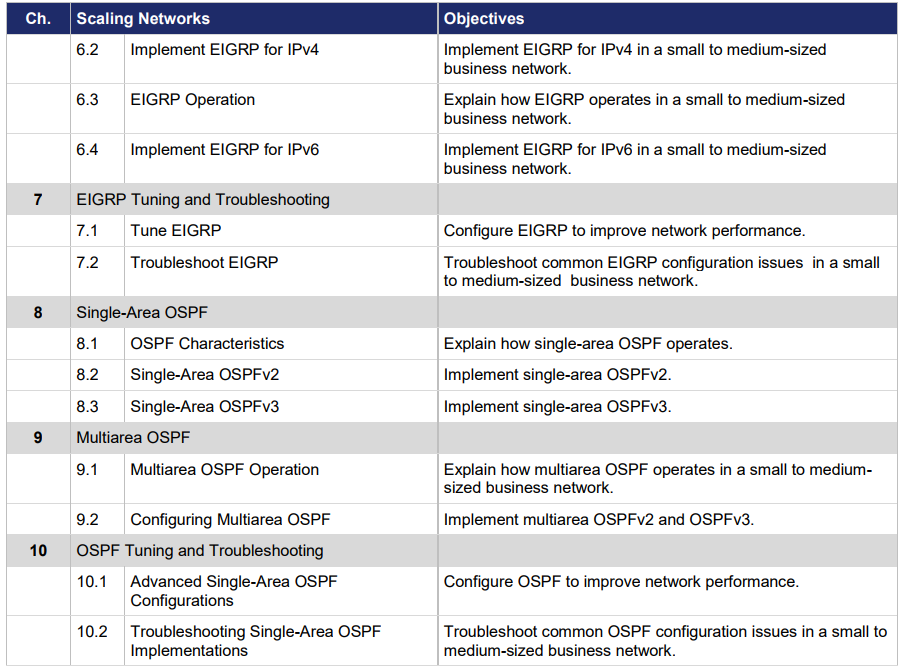 Ch. Scaling Networks Objectives
6.2 Implement EIGRP for IPv4 Implement EIGRP for IPv4 in a small to medium-sized
business network.
6.3 EIGRP Operation Explain how EIGRP operates in a small to medium-sized
business network.
6.4 Implement EIGRP for IPv6 Implement EIGRP for IPv6 in a small to medium-sized
business network.
7 EIGRP Tuning and Troubleshooting
7.1 Tune EIGRP Configure EIGRP to improve network performance.
7.2 Troubleshoot EIGRP Troubleshoot common EIGRP configuration issues in a small
to medium-sized business network.
8 Single-Area OSPF
8.1 OSPF Characteristics Explain how single-area OSPF operates.
8.2 Single-Area OSPFv2 Implement single-area OSPFv2.
8.3 Single-Area OSPFv3 Implement single-area OSPFv3.
9 Multiarea OSPF
9.1 Multiarea OSPF Operation Explain how multiarea OSPF operates in a small to medium-
sized business network.
9.2 Configuring Multiarea OSPF Implement multiarea OSPFv2 and OSPFv3.
10 OSPF Tuning and Troubleshooting
10.1 Advanced Single-Area OSPF Configure OSPF to improve network performance.
Configurations
10.2 Troubleshooting Single-Area OSPF Troubleshoot common OSPF configuration issues in a small to
Implementations medium-sized business network.